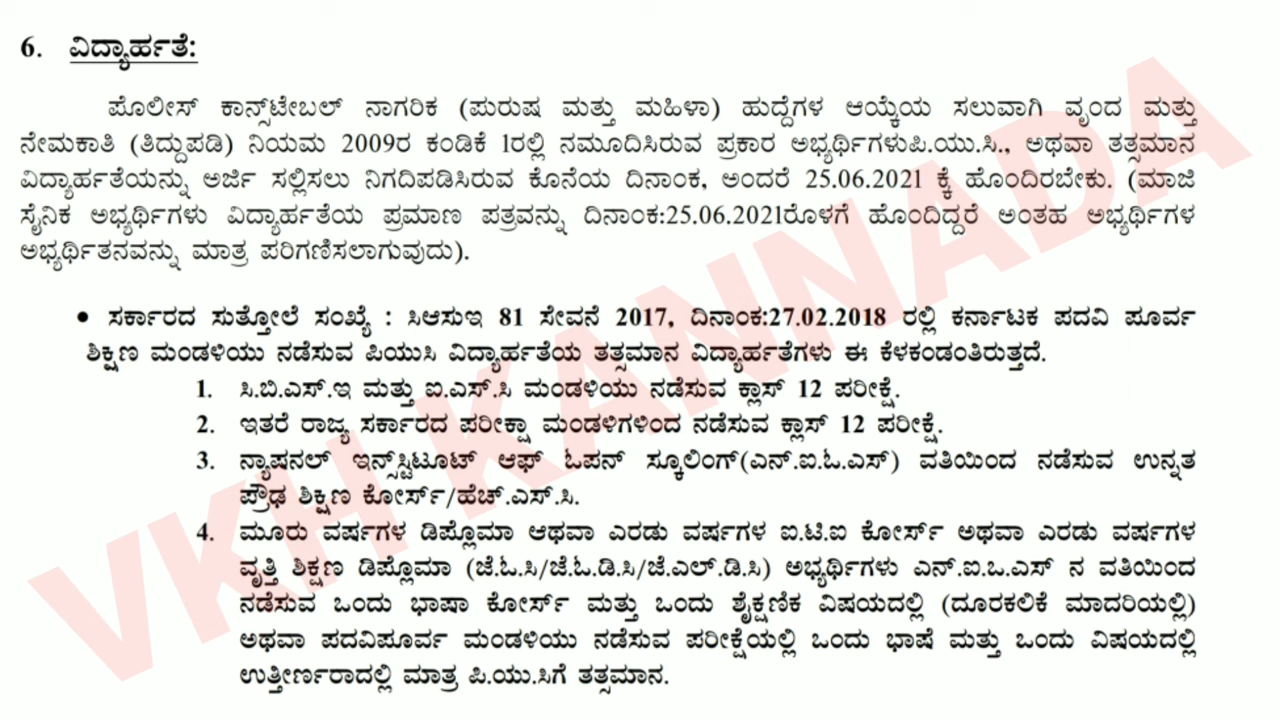 6. ವಿದ್ಯಾರ್ಹತೆ:
ಪೊಲೀಸ್ ಕಾನ್ಸ್‌ಟೇಬಲ್ ನಾಗರಿಕ (ಪುರುಷ ಮತ್ತು ಮಹಿಳಾ) ಹುದ್ದೆಗಳ ಆಯ್ಕೆಯ ಸಲುವಾಗಿ ವೃಂದ ಮತ್ತು
ನೇಮಕಾತಿ (ತಿದ್ದುಪಡಿ) ನಿಯಮ 2009ರ ಕಂಡಿಕೆ 1ರಲ್ಲಿ ನಮೂದಿಸಿರುವ ಪ್ರಕಾರ ಅಭ್ಯರ್ಥಿಗಳುಪಿ.ಯು.ಸಿ., ಅಥವಾ ತತ್ಸಮಾನ
ವಿದ್ಯಾರ್ಹತೆಯನ್ನು ಅರ್ಜಿ ಸಲ್ಲಿಸಲು ನಿಗದಿಪಡಿಸಿರುವ ಕೊನೆಯ ದಿನಾಂಕ, ಅಂದರೆ 25.06.2021 ಕ್ಕೆ ಹೊಂದಿರಬೇಕು. (ಮಾಜಿ
ಸೈನಿಕ ಅಭ್ಯರ್ಥಿಗಳು ವಿದ್ಯಾರ್ಹತೆಯ ಪ್ರಮಾಣ ಪತ್ರವನ್ನು ದಿನಾಂಕ:25.06.2021ರೊಳಗೆ ಹೊಂದಿದ್ದರೆ ಅಂತಹ ಅಭ್ಯರ್ಥಿಗಳ
ಅಭ್ಯರ್ಥಿತನವನ್ನು ಮಾತ್ರ ಪರಿಗಣಿಸಲಾಗುವುದು).
• ಸರ್ಕಾರದ ಸುತ್ತೋಲೆ ಸಂಖ್ಯೆ : ಸಿಆಸುಇ 81 ಸೇವನೆ 2017, ದಿನಾಂಕ:27.02.2018 ರಲ್ಲಿ ಕರ್ನಾಟಕ ಪದವಿ ಪೂರ್ವ
ಶಿಕ್ಷಣ ಮಂಡಳಿಯು ನಡೆಸುವ ಪಿಯುಸಿ ವಿದ್ಯಾರ್ಹತೆಯ ತತ್ಸಮಾನ ವಿದ್ಯಾರ್ಹತೆಗಳು ಈ ಕೆಳಕಂಡಂತಿರುತ್ತದೆ.
1. ಸಿ.ಬಿ.ಎಸ್.ಇ ಮತ್ತು ಐ.ಎಸ್.ಸಿ ಮಂಡಳಿಯು ನಡೆಸುವ ಕ್ಲಾಸ್ 12 ಪರೀಕ್ಷೆ.
2. ಇತರೆ ರಾಜ್ಯ ಸರ್ಕಾರದ ಪರೀಕ್ಷಾ ಮಂಡಳಿಗಳಿಂದ ನಡೆಸುವ ಕ್ಲಾಸ್ 12 ಪರೀಕ್ಷೆ.
3. ನ್ಯಾಷನಲ್ ಇನ್ಸ್‌ಟಿಟೂಟ್ ಆಫ್ ಓಪನ್ ಸ್ಕೂಲಿಂಗ್(ಎನ್.ಐ.ಓ.ಎಸ್) ವತಿಯಿಂದ ನಡೆಸುವ ಉನ್ನತ
ಪ್ರೌಢ ಶಿಕ್ಷಣ ಕೋರ್ಸ್/ಹೆಚ್.ಎಸ್.ಸಿ.
4. ಮೂರು ವರ್ಷಗಳ ಡಿಪ್ಲೊಮಾ ಆಥವಾ ಎರಡು ವರ್ಷಗಳ ಐ.ಟಿ.ಐ ಕೋರ್ಸ್ ಅಥವಾ ಎರಡು ವರ್ಷಗಳ
ವೃತ್ತಿ ಶಿಕ್ಷಣ ಡಿಪ್ಲೊಮಾ (ಜೆ.ಓ.ಸಿ/ಜೆ.ಓ.ಡಿ.ಸಿ/ಜೆ.ಎಲ್.ಡಿ.ಸಿ) ಅಭ್ಯರ್ಥಿಗಳು ಎನ್.ಐ.ಒ.ಎಸ್ ನ ವತಿಯಿಂದ
ನಡೆಸುವ ಒಂದು ಭಾಷಾ ಕೋರ್ಸ್ ಮತ್ತು ಒಂದು ಶೈಕ್ಷಣಿಕ ವಿಷಯದಲ್ಲಿ (ದೂರಕಲಿಕೆ ಮಾದರಿಯಲ್ಲಿ)
ಅಥವಾ ಪದವಿಪೂರ್ವ ಮಂಡಳಿಯು ನಡೆಸುವ ಪರೀಕ್ಷೆಯಲ್ಲಿ ಒಂದು ಭಾಷೆ ಮತ್ತು ಒಂದು ವಿಷಯದಲ್ಲಿ
ಉತ್ತೀರ್ಣರಾದಲ್ಲಿ ಮಾತ್ರ ಪಿ.ಯು.ಸಿಗೆ ತತ್ಸಮಾನ.
VKH KANNADA